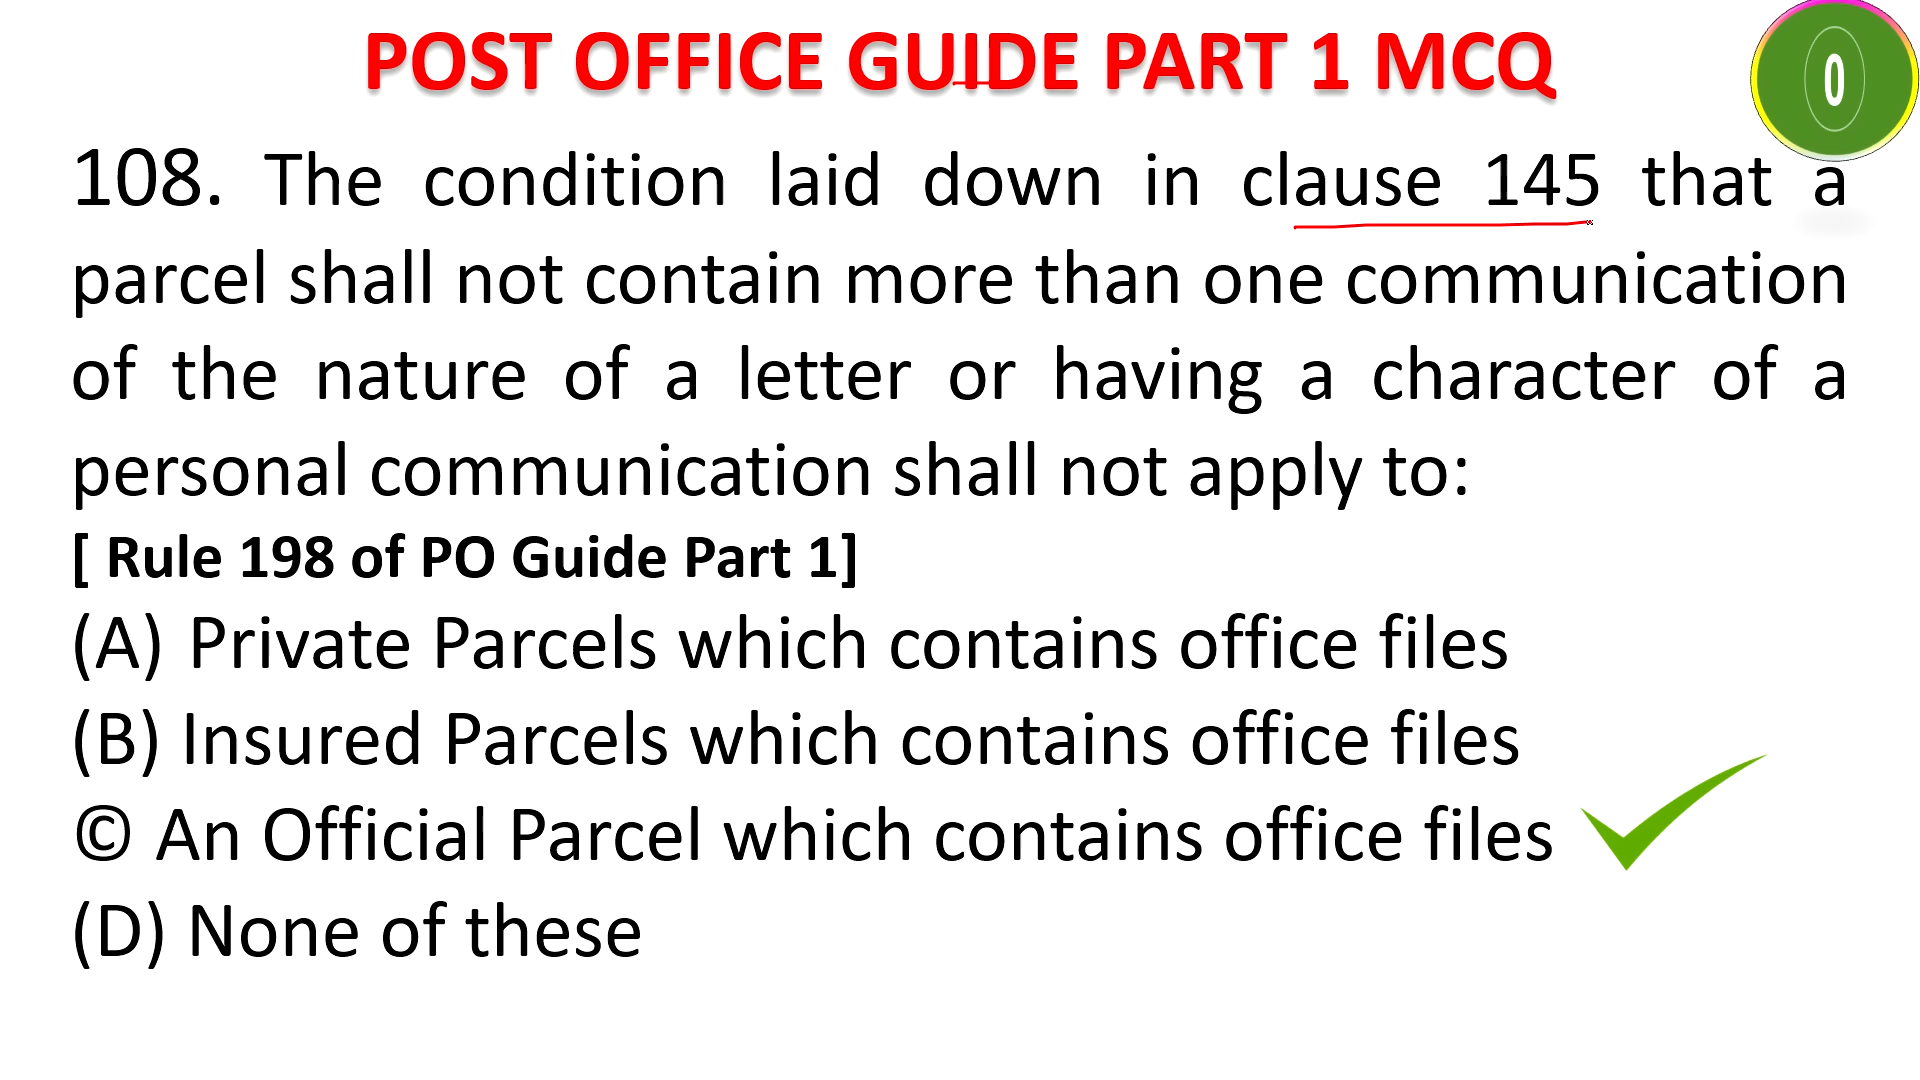 POST OFFICE GUIDE PART 1 MCQ
0
108. The condition laid down in clause 145 that a
parcel shall not contain more than one communication
of the nature of a letter or having a character of a
personal communication shall not apply to:
[ Rule 198 of PO Guide Part 1]
(A) Private Parcels which contains office files
(B) Insured Parcels which contains office files
© An Official Parcel which contains office files
(D) None of these